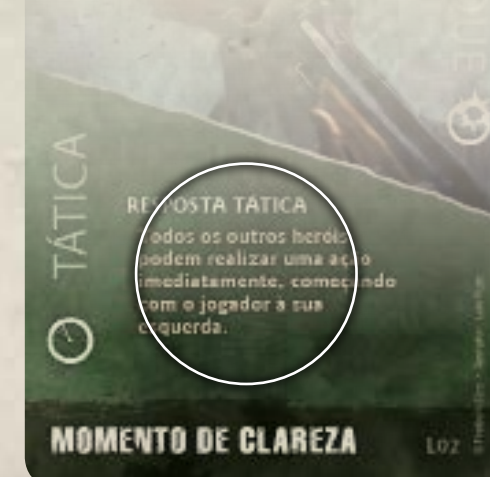 TÁTICA
RESPOSTA TÁTICA
Todos os outros heróis
podem realizar uma ação
imediatamente, começando
com o jogador à sua
esquerda.
MOMENTO DE CLAREZA
L02